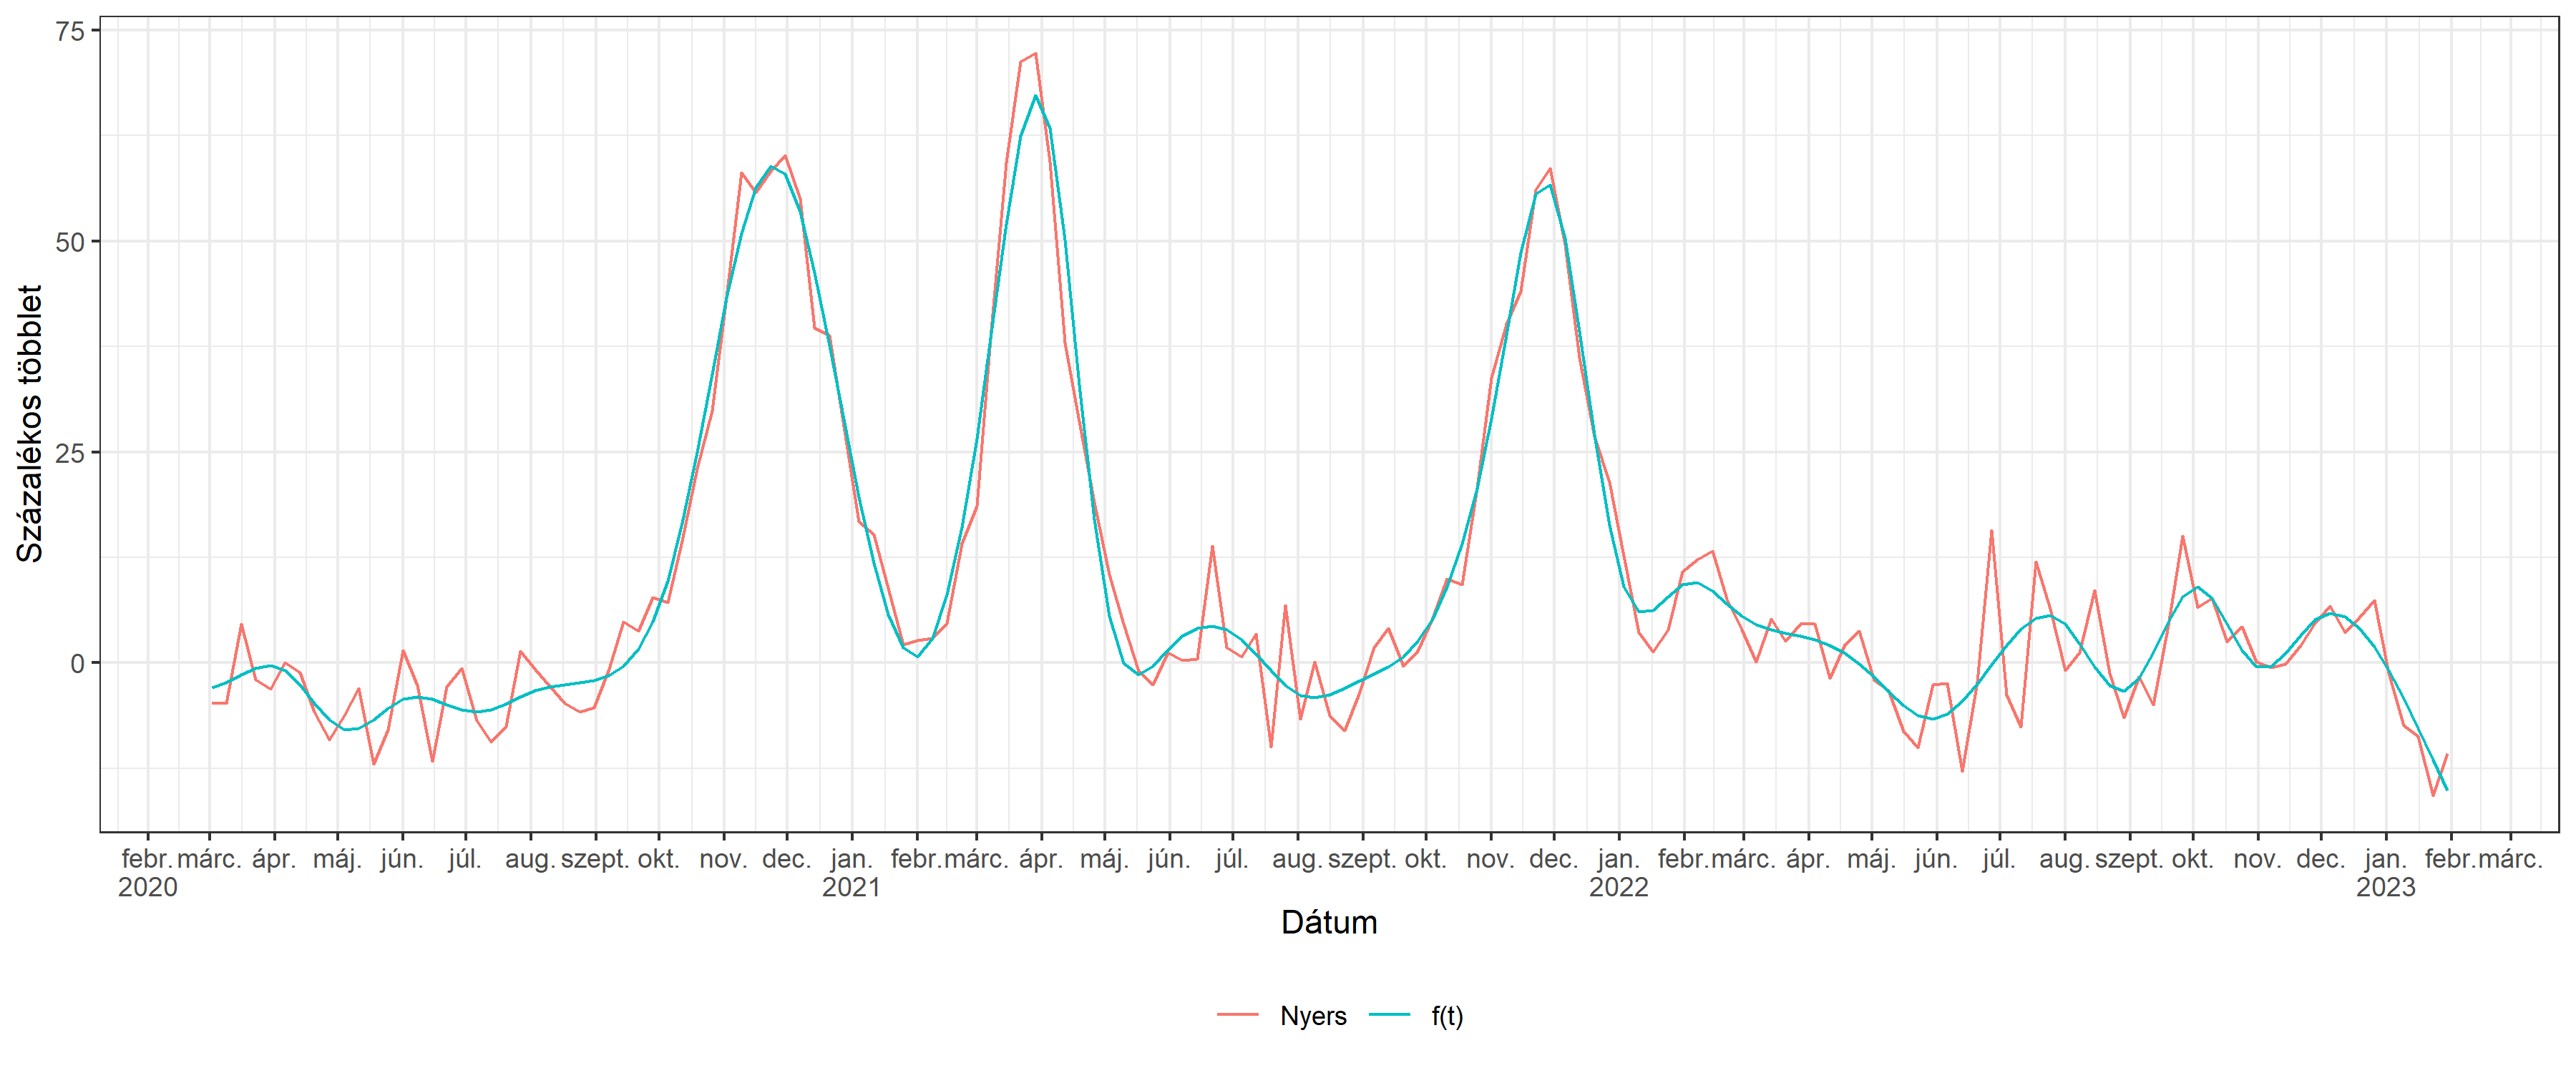 Százalékos többlet
75
50
25
0
febr. márc. ápr. máj. jún. júl. aug. szept. okt. nov. dec. jan. febr. márc. ápr. máj. jún. júl. aug. szept. okt. nov. dec. jan. febr. márc. ápr. máj. jún. júl. aug. szept. okt. nov. dec. jan. febr. márc.
2020 2021 2022 2023
Dátum
Nyers f(t)